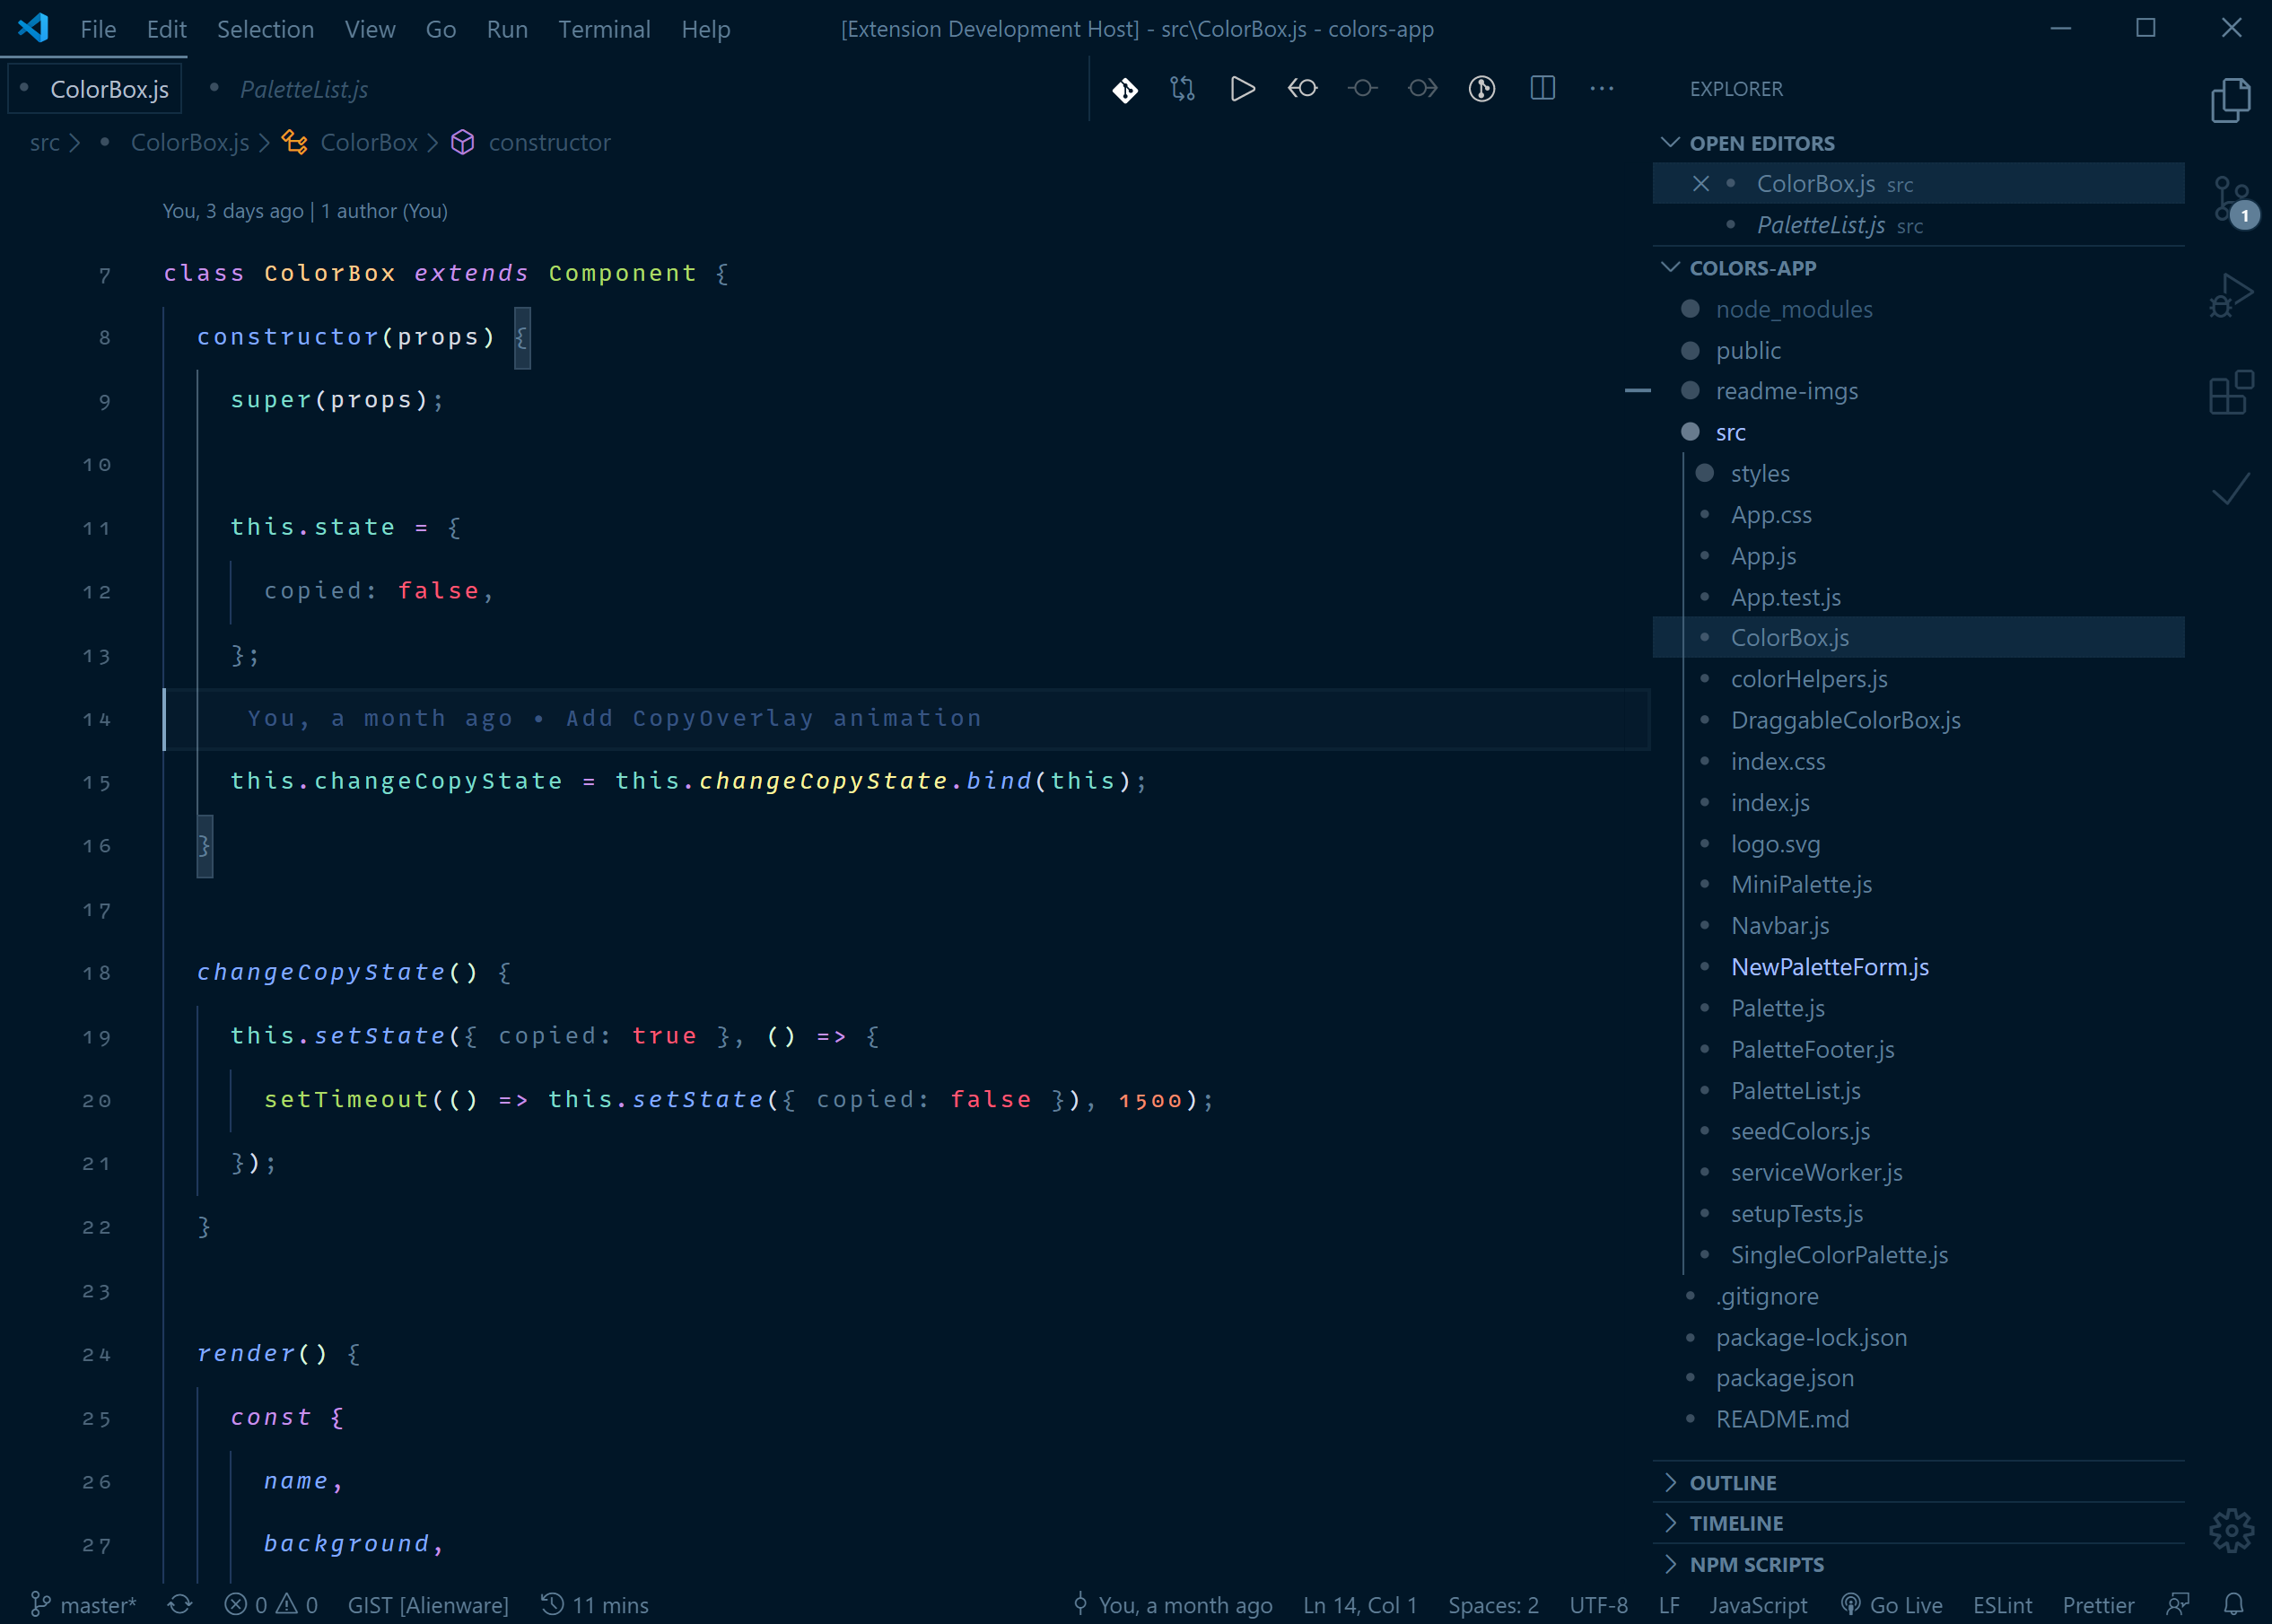 File Edit Selection View Go Run Terminal Help [Extension Development Host] - src\ColorBox.js - colors-app
ColorBox.js PaletteList.js
src > ColorBox.js > ColorBox > constructor
You, 3 days ago | 1 author (You)
7 class ColorBox extends Component {
8 constructor(props) {
9 super(props);
10
11 this.state = {
12 copied: false,
13 };
14 You, a month ago • Add CopyOverlay animation
15 this.changeCopyState = this.changeCopyState.bind(this);
16 }
17
18 changeCopyState() {
19 this.setState({ copied: true }, () => {
20 setTimeout(() => this.setState({ copied: false }), 1500);
21 });
22 }
23
24 render() {
25 const {
26 name,
27 background,
EXPLORER
OPEN EDITORS
ColorBox.js src
PaletteList.js src
COLORS-APP
node_modules
public
readme-imgs
src
styles
App.css
App.js
App.test.js
ColorBox.js
colorHelpers.js
DraggableColorBox.js
index.css
index.js
logo.svg
MiniPalette.js
Navbar.js
NewPaletteForm.js
Palette.js
PaletteFooter.js
PaletteList.js
seedColors.js
serviceWorker.js
setupTests.js
SingleColorPalette.js
.gitignore
package-lock.json
package.json
README.md
OUTLINE
TIMELINE
NPM SCRIPTS
1
master* 0 0 GIST [Alienware] 11 mins You, a month ago Ln 14, Col 1 Spaces: 2 UTF-8 LF JavaScript Go Live ESLint Prettier